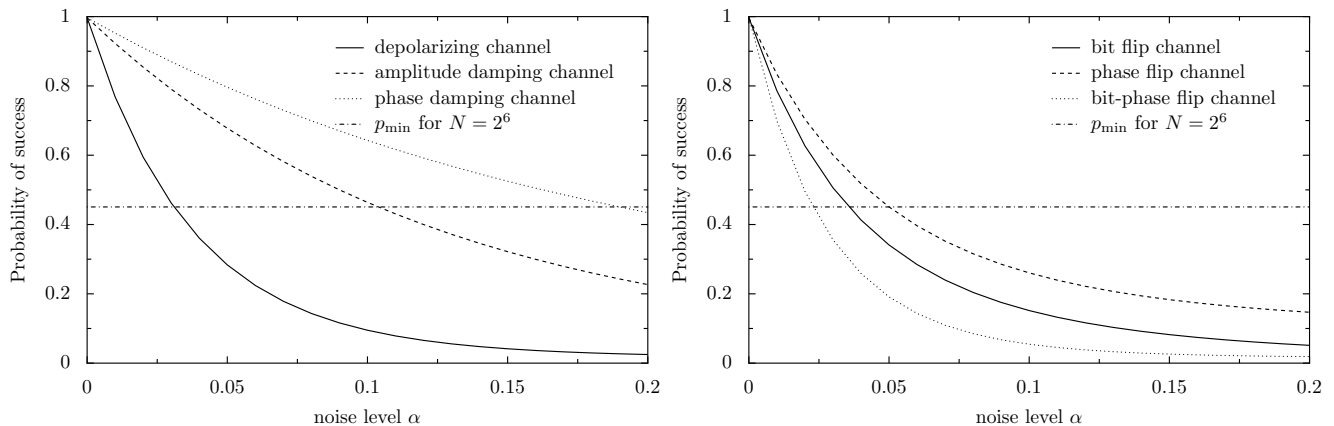 Probability of success
1
0.8
0.6
0.4
0.2
0
depolarizing channel
amplitude damping channel
phase damping channel
p_min for N = 2^6
0 0.05 0.1 0.15 0.2
noise level α
Probability of success
1
0.8
0.6
0.4
0.2
0
bit flip channel
phase flip channel
bit-phase flip channel
p_min for N = 2^6
0 0.05 0.1 0.15 0.2
noise level α